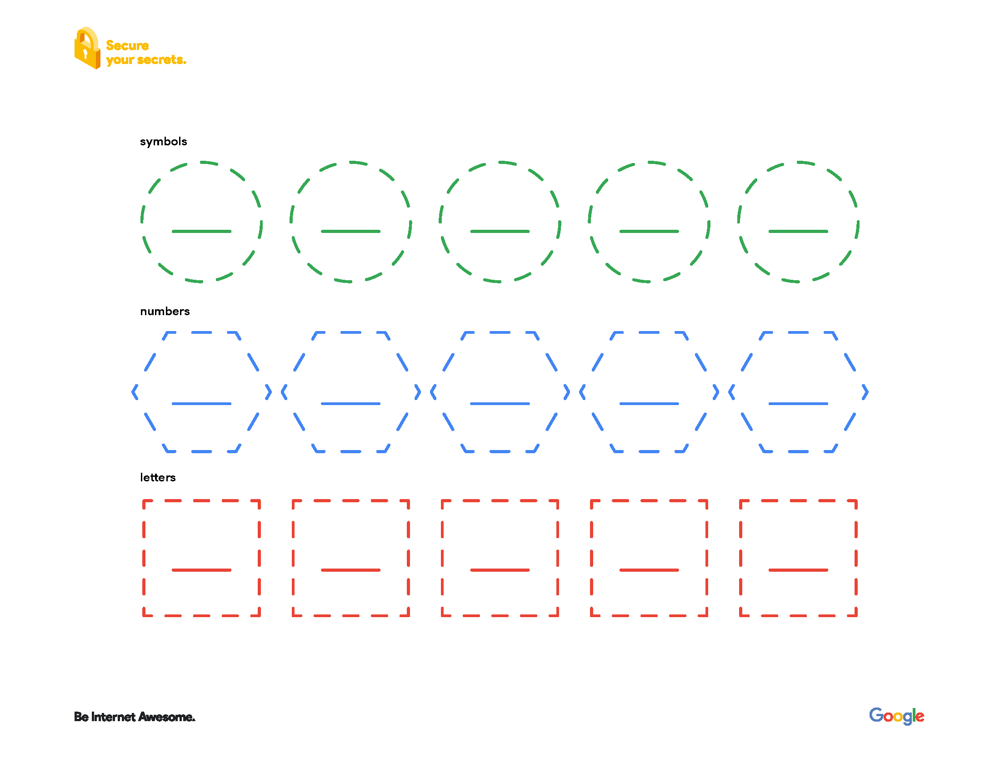 Secure
your secrets.
symbols
numbers
letters
Be Internet Awesome.
Google